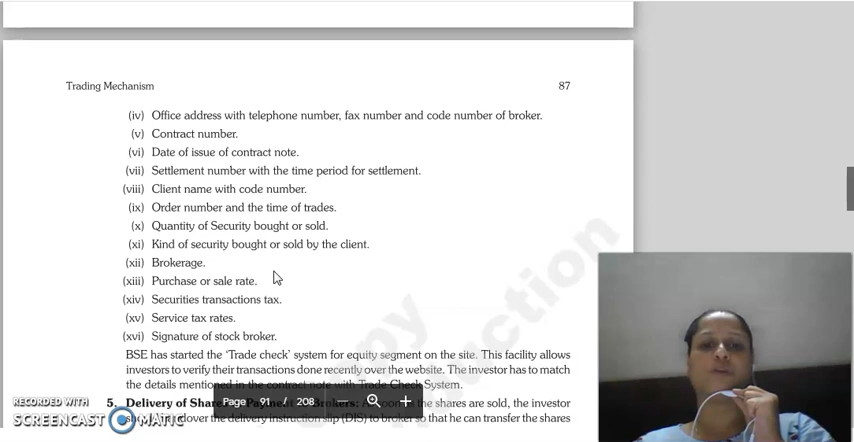 Trading Mechanism 87
(iv) Office address with telephone number, fax number and code number of broker.
(v) Contract number.
(vi) Date of issue of contract note.
(vii) Settlement number with the time period for settlement.
(viii) Client name with code number.
(ix) Order number and the time of trades.
(x) Quantity of Security bought or sold.
(xi) Kind of security bought or sold by the client.
(xii) Brokerage.
(xiii) Purchase or sale rate.
(xiv) Securities transactions tax.
(xv) Service tax rates.
(xvi) Signature of stock broker.
BSE has started the 'Trade check' system for equity segment on the site. This facility allows
investors to verify their transactions done recently over the website. The investor has to match
the details mentioned in the contract note with Trade Check System.
5. Delivery of Share the shares are sold, the investor
the delivery instruction slip (DIS) to broker so that he can transfer the shares
Page 91 / 208
RECORDED WITH
SCREENCAST MATIC